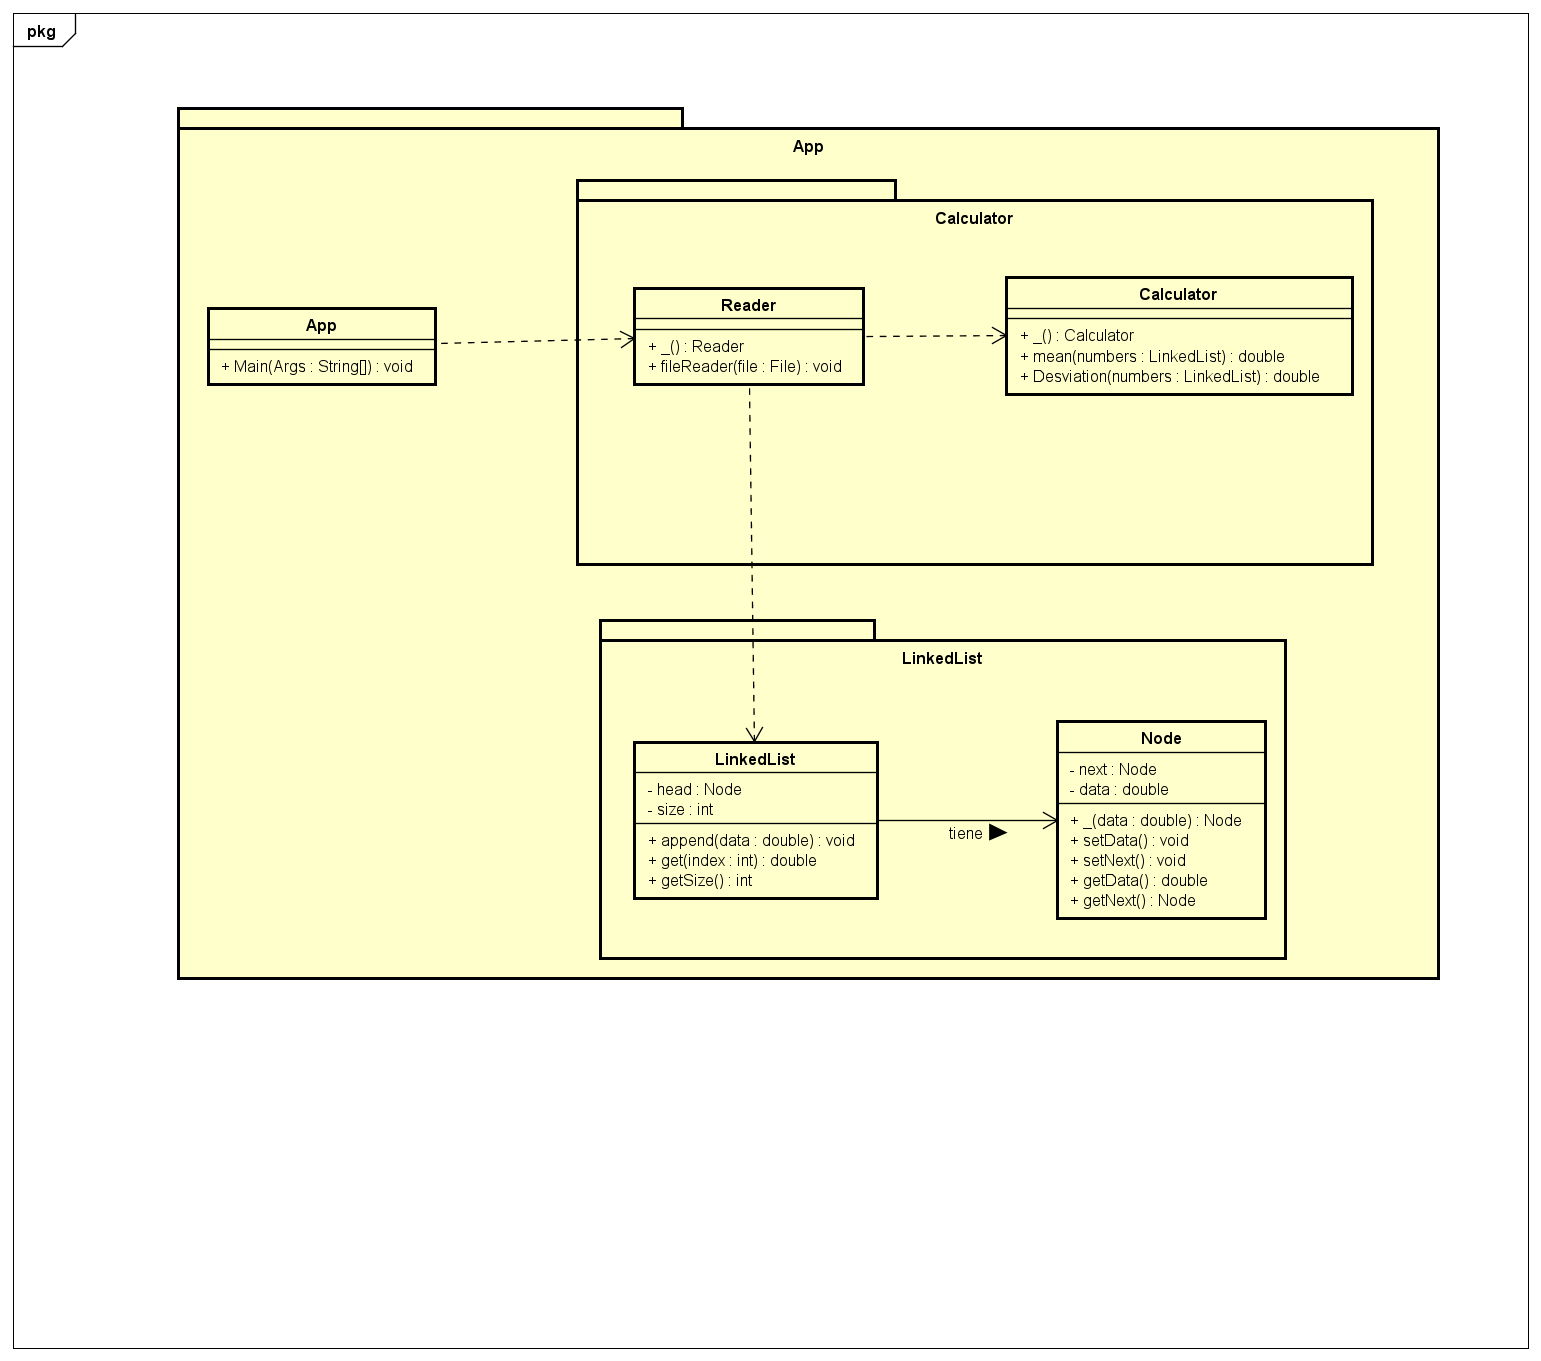 pkg
App
Calculator
App
+ Main(Args : String[]) : void
Reader
+ _() : Reader
+ fileReader(file : File) : void
Calculator
+ _() : Calculator
+ mean(numbers : LinkedList) : double
+ Desviation(numbers : LinkedList) : double
LinkedList
LinkedList
- head : Node
- size : int
+ append(data : double) : void
+ get(index : int) : double
+ getSize() : int
tiene
Node
- next : Node
- data : double
+ _(data : double) : Node
+ setData() : void
+ setNext() : void
+ getData() : double
+ getNext() : Node